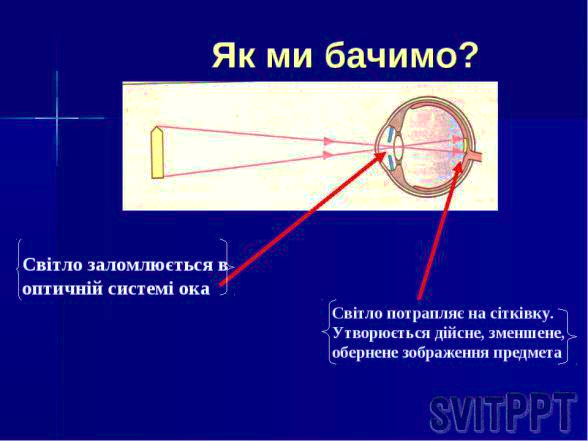 Як ми бачимо?
Світло заломлюється в
оптичній системі ока
Світло потрапляє на сітківку.
Утворюється дійсне, зменшене,
обернене зображення предмета
SVITPPT